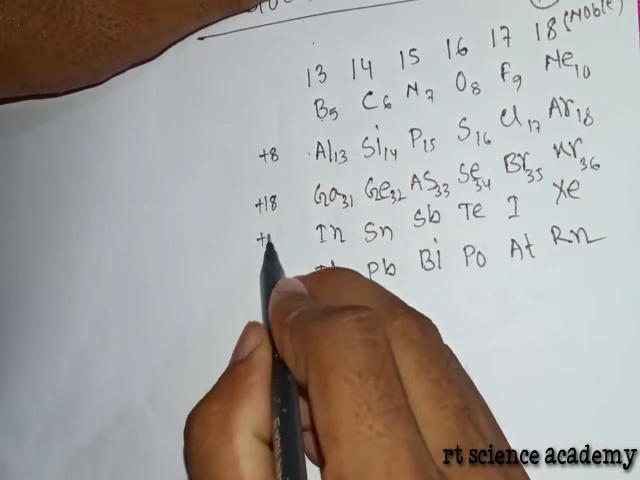 13 14 15 16 17 18 (Noble)
B5 C6 N7 O8 F9 Ne10
+8 Al13 Si14 P15 S16 Cl17 Ar18
+18 Ga31 Ge32 AS33 Se34 Br35 Kr36
+1 In Sn Sb Te I Xe
Pb Bi Po At Rn
rt science academy